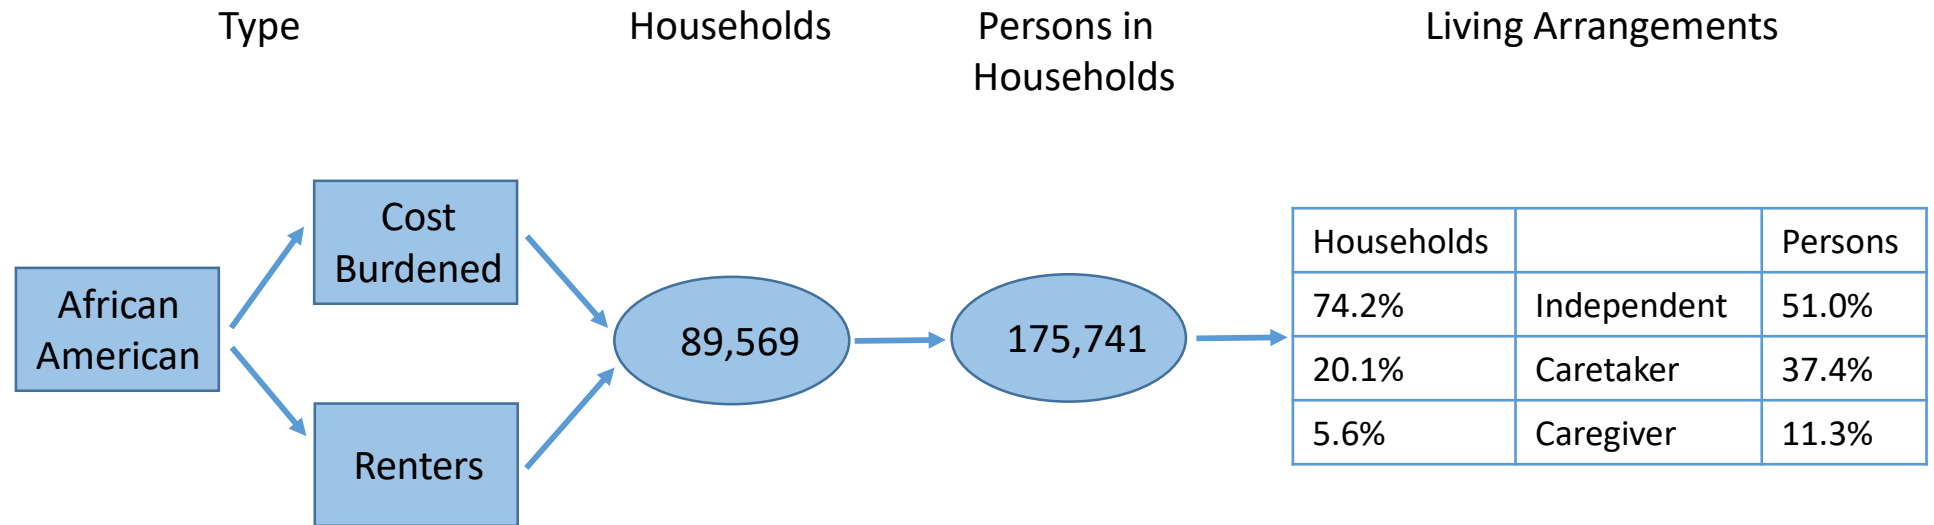 Type
Households
Persons in
Households
Living Arrangements
African
American
Cost
Burdened
Renters
89,569
175,741
Households Persons
74.2% Independent 51.0%
20.1% Caretaker 37.4%
5.6% Caregiver 11.3%